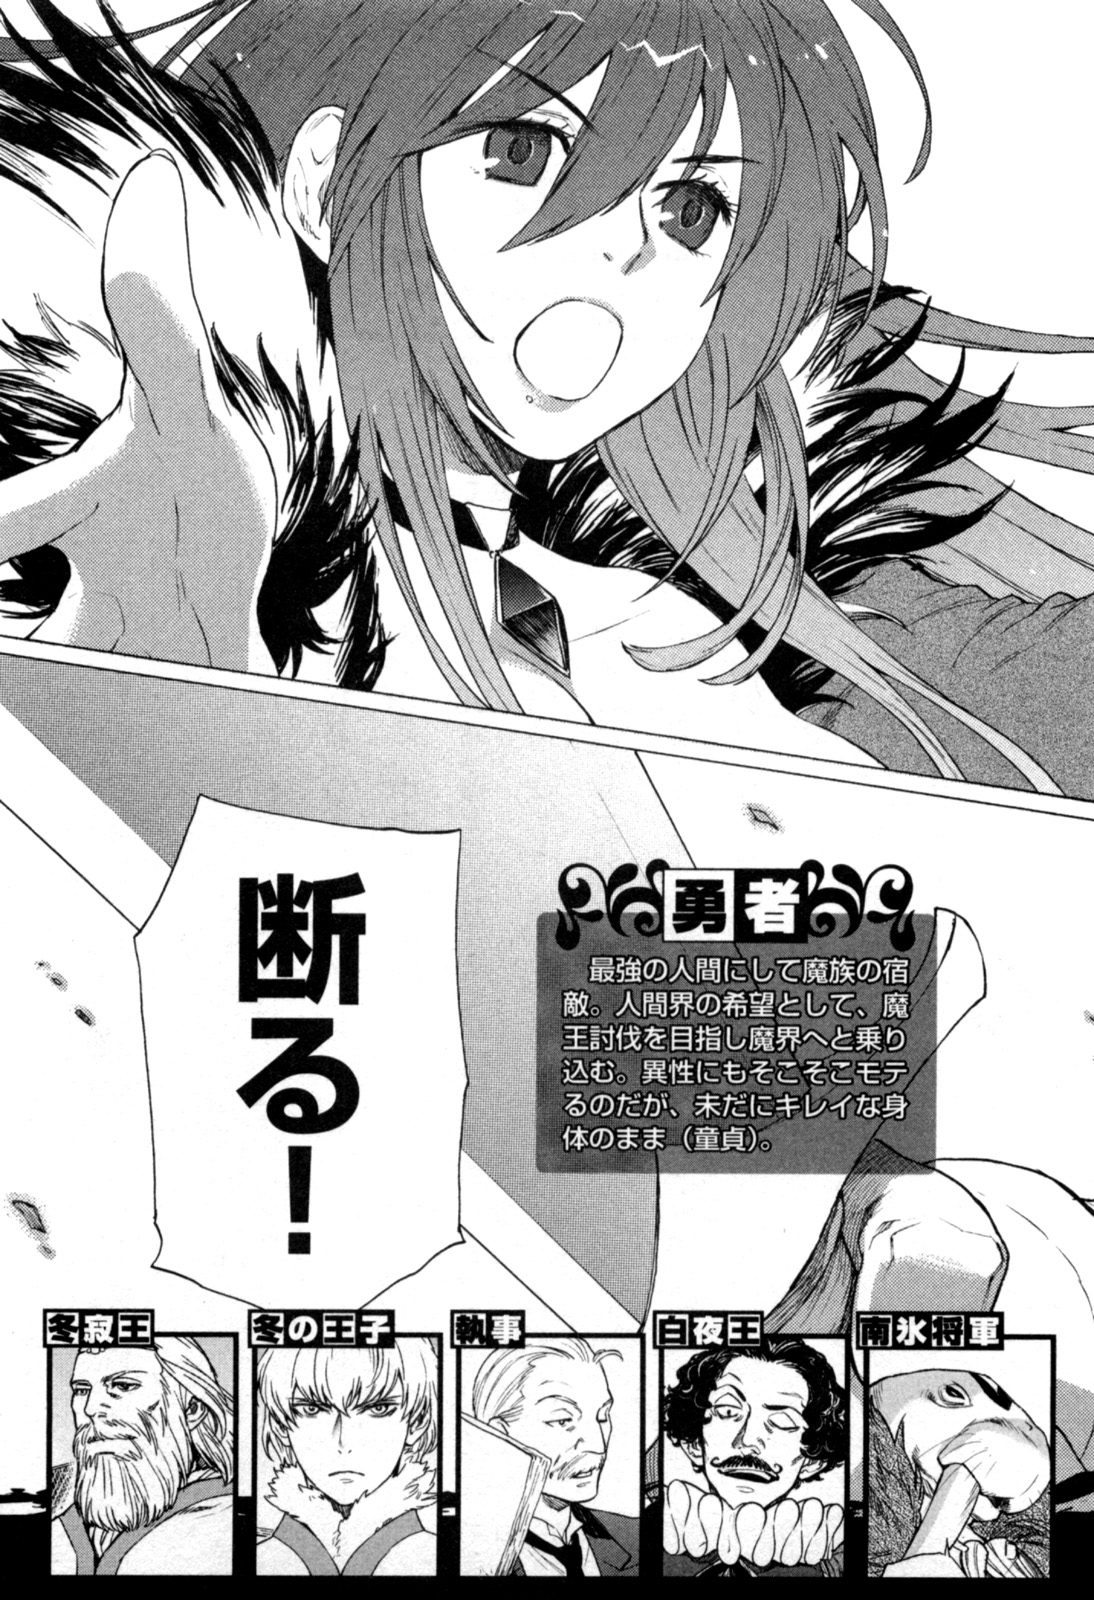 断る！
勇者
最強の人間にして魔族の宿
敵。人間界の希望として、魔
王討伐を目指し魔界へと乗り
込む。異性にもそこそこモテ
るのだが、未だにキレイな身
体のまま（童貞）。
冬寂王
冬の王子
執事
白夜王
南氷将軍